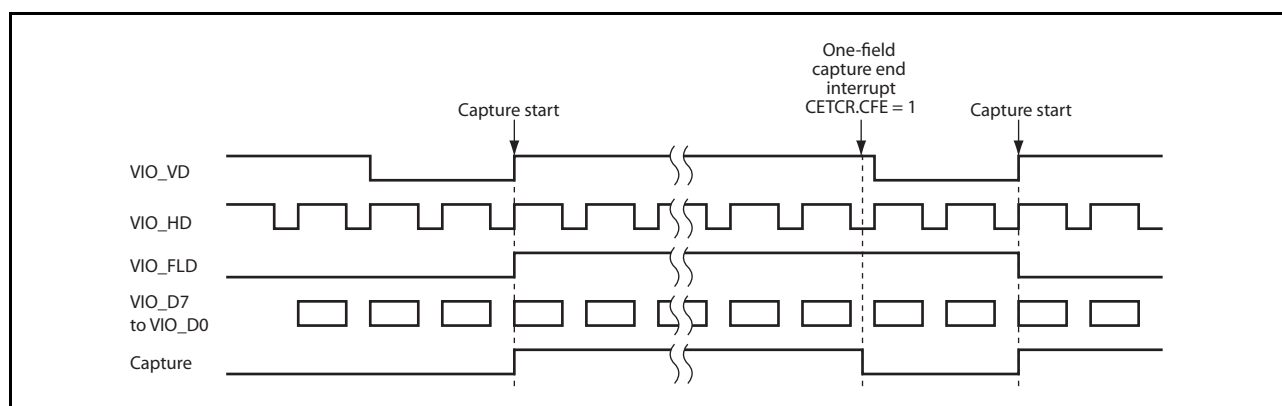 One-field
capture end
interrupt
CETCR.CFE = 1
Capture start
Capture start
VIO_VD
VIO_HD
VIO_FLD
VIO_D7
to VIO_D0
Capture